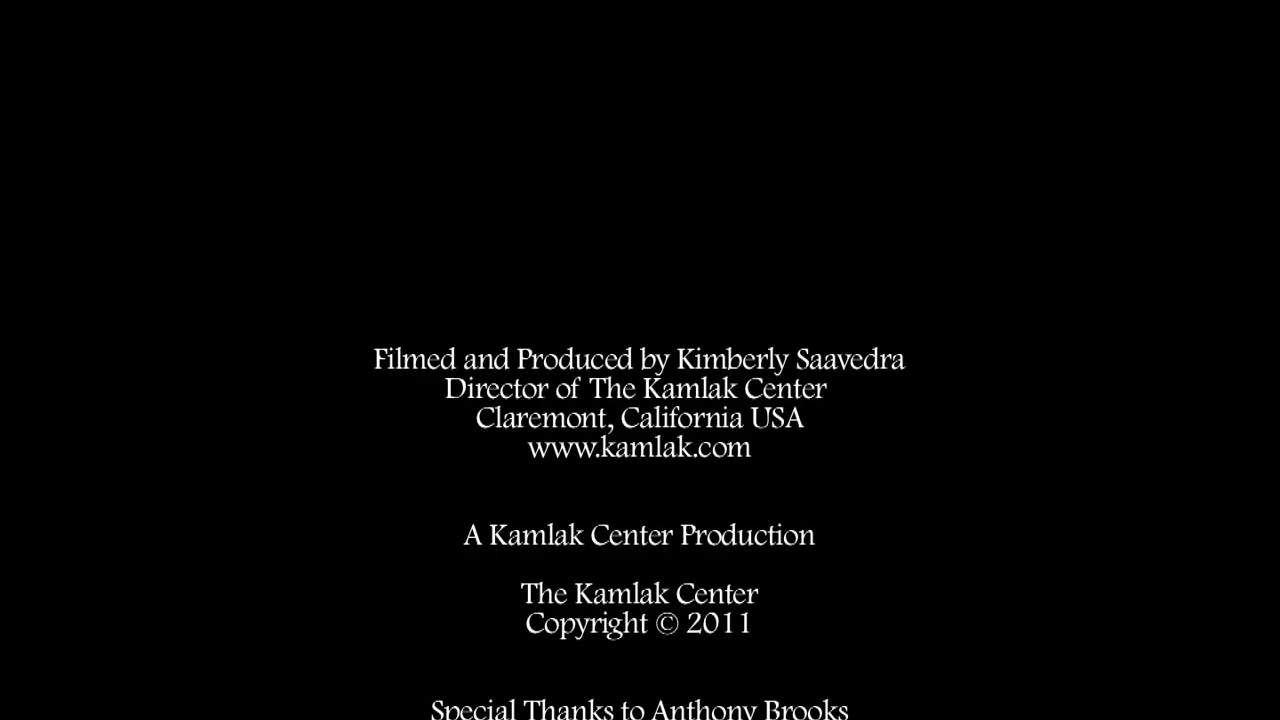 Filmed and Produced by Kimberly Saavedra
Director of The Kamlak Center
Claremont, California USA
www.kamlak.com
A Kamlak Center Production
The Kamlak Center
Copyright © 2011
Special Thanks to Anthony Brooks